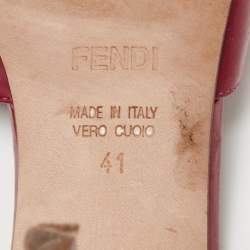 FENDI
MADE IN ITALY
VERO CUOIO
41